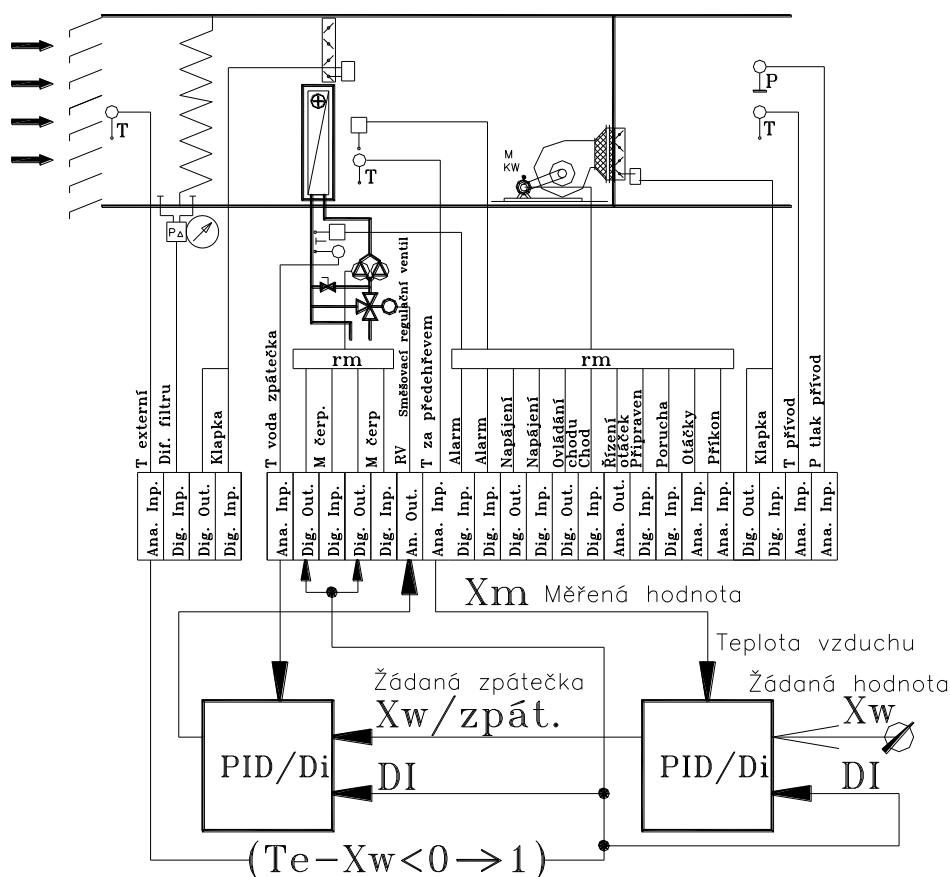 T
P
T
T
M
KW
P△
Směšovací regulační ventil
rm
rm
T externí
Dif. filtru
Klapka
T voda zpátečka
M čerp.
M čerp
RV
T za předehřevem
Alarm
Alarm
Napájení
Napájení
Ovládání
chodu
Chod
Řízení
otáček
Připraven
Porucha
Otáčky
Příkon
Klapka
T přívod
P tlak přívod
Ana. Inp.
Dig. Inp.
Dig. Out.
Dig. Inp.
Ana. Inp.
Dig. Out.
Dig. Inp.
Dig. Out.
Dig. Inp.
An. Out.
Ana. Inp.
Dig. Inp.
Dig. Inp.
Dig. Out.
Dig. Inp.
Dig. Out.
Dig. Inp.
Ana. Out.
Dig. Inp.
Dig. Inp.
Ana. Inp.
Ana. Inp.
Dig. Out.
Dig. Inp.
Ana. Inp.
Ana. Inp.
Xm Měřená hodnota
Teplota vzduchu
Žádaná zpátečka
Žádaná hodnota
Xw/zpát.
Xw
PID/Di
DI
PID/Di
DI
(Te-Xw<0→1)